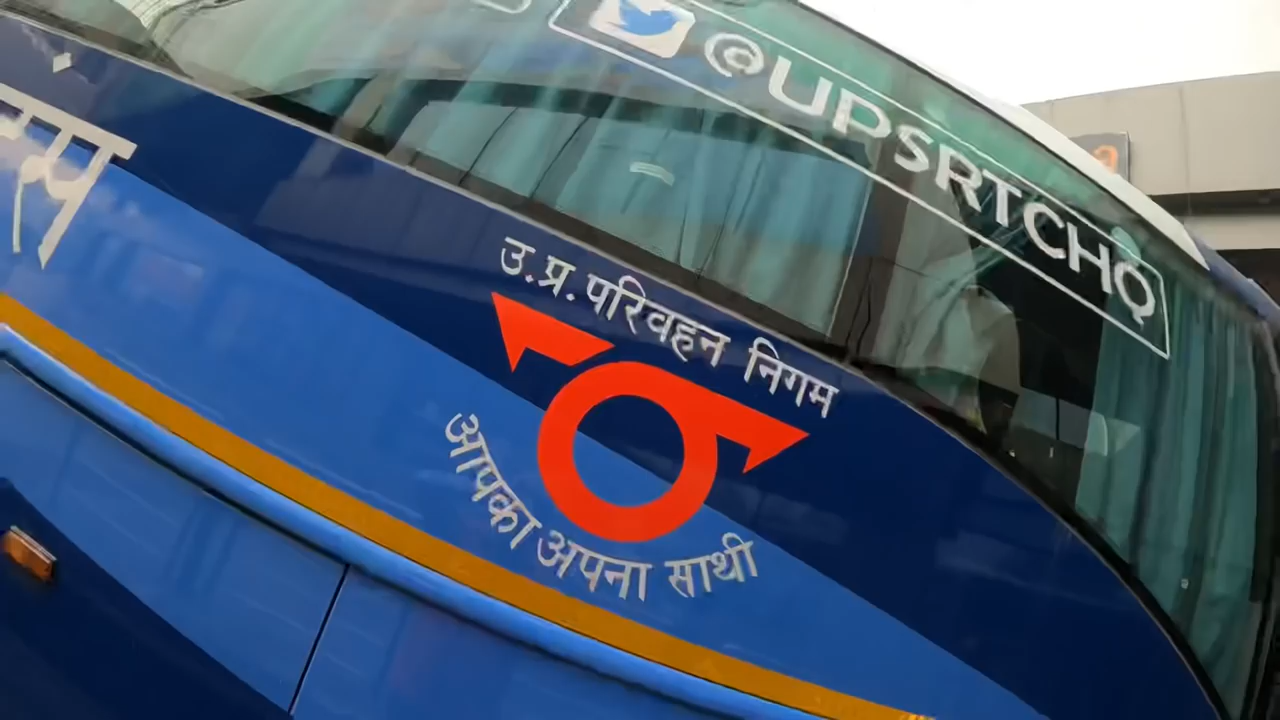 @UPSRTCHQ
उ.प्र. परिवहन निगम
आपका अपना साथी